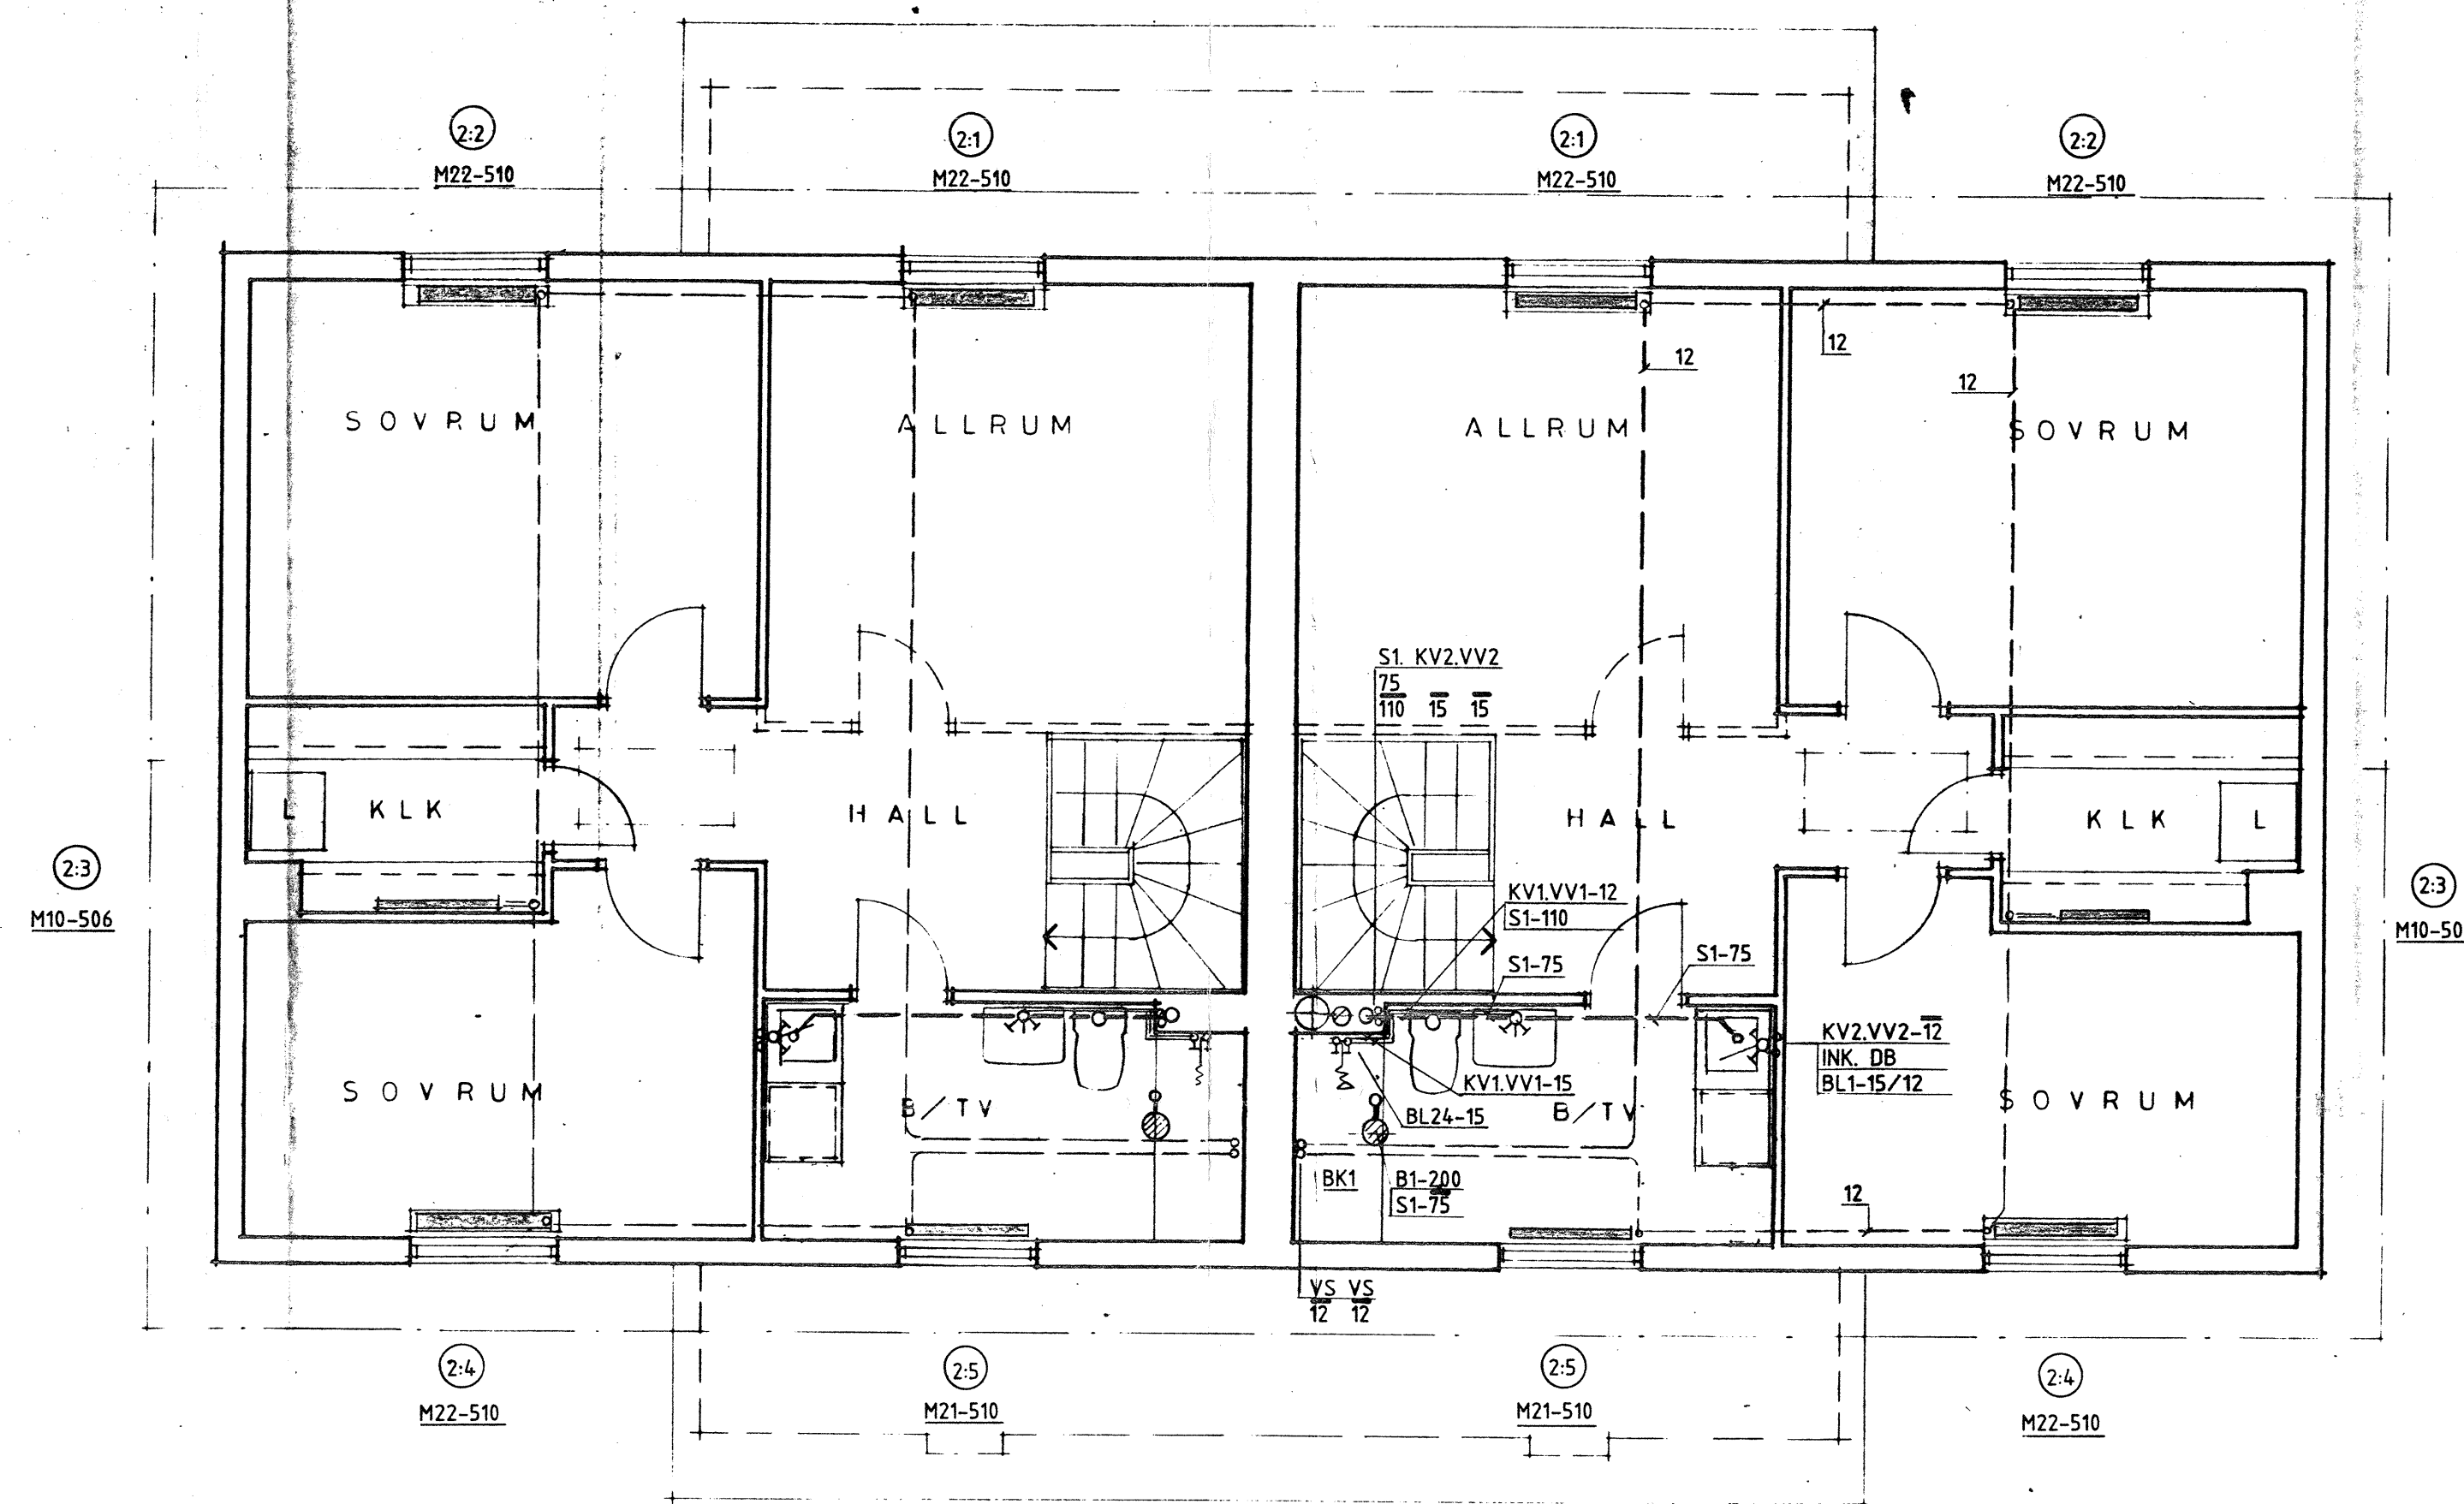 2:2
2:1
2:1
2:2
M22-510
M22-510
M22-510
M22-510
12
12
12
SOVRUM
ALLRUM
ALLRUM
SOVRUM
S1. KV2.VV2
75
110 15 15
L
KLK
HALL
HALL
KLK
L
2:3
M10-506
2:3
M10-50
KV1.VV1-12
S1-110
S1-75
S1-75
KV2.VV2-12
INK. DB
BL1-15/12
KV1.VV1-15
BL24-15
SOVRUM
B/TV
B/TV
SOVRUM
BK1
B1-200
S1-75
12
VS VS
12 12
2:4
2:5
2:5
2:4
M22-510
M21-510
M21-510
M22-510